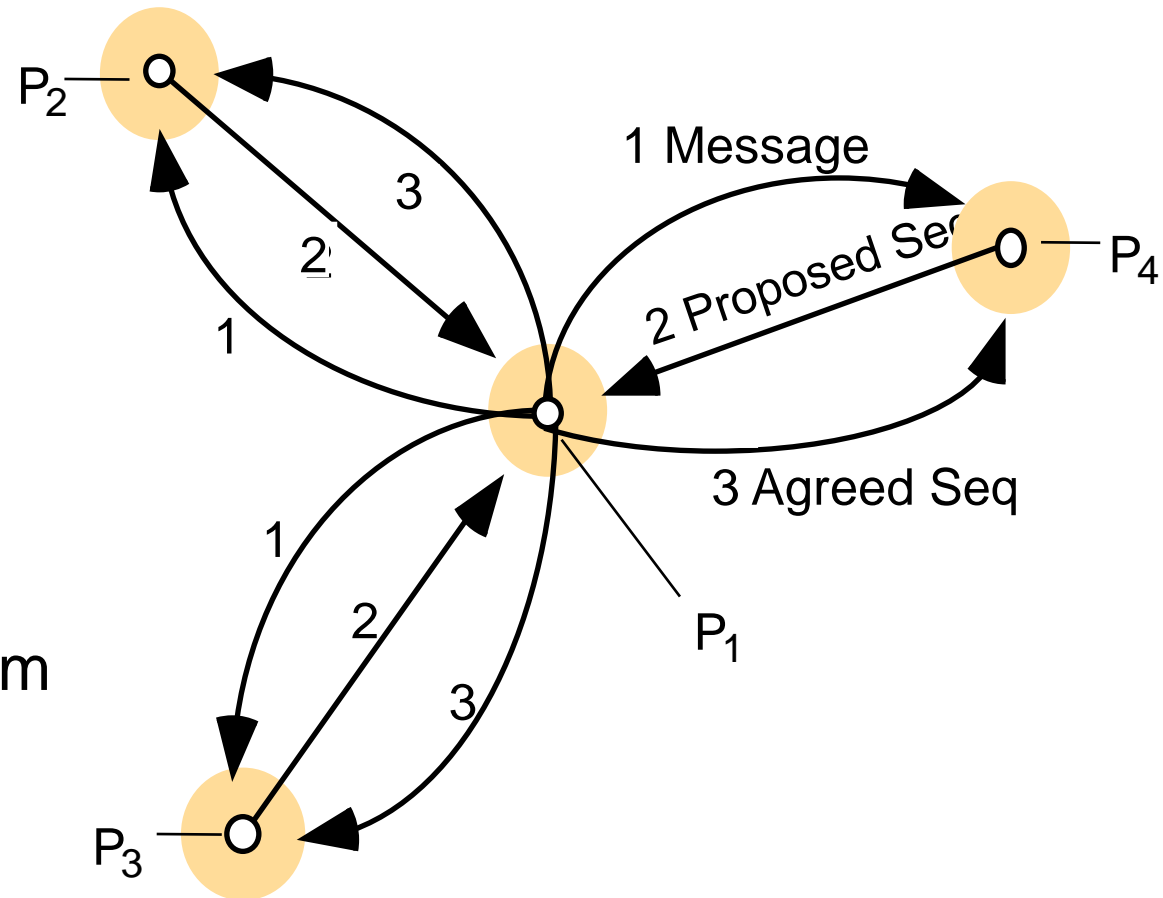 P2
3
1 Message
2
2 Proposed Seq
P4
1
3 Agreed Seq
1
2
P1
m
3
P3